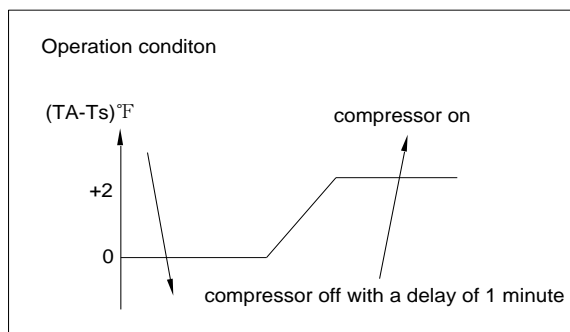 Operation conditon
(TA-Ts)℉
compressor on
+2
0
compressor off with a delay of 1 minute